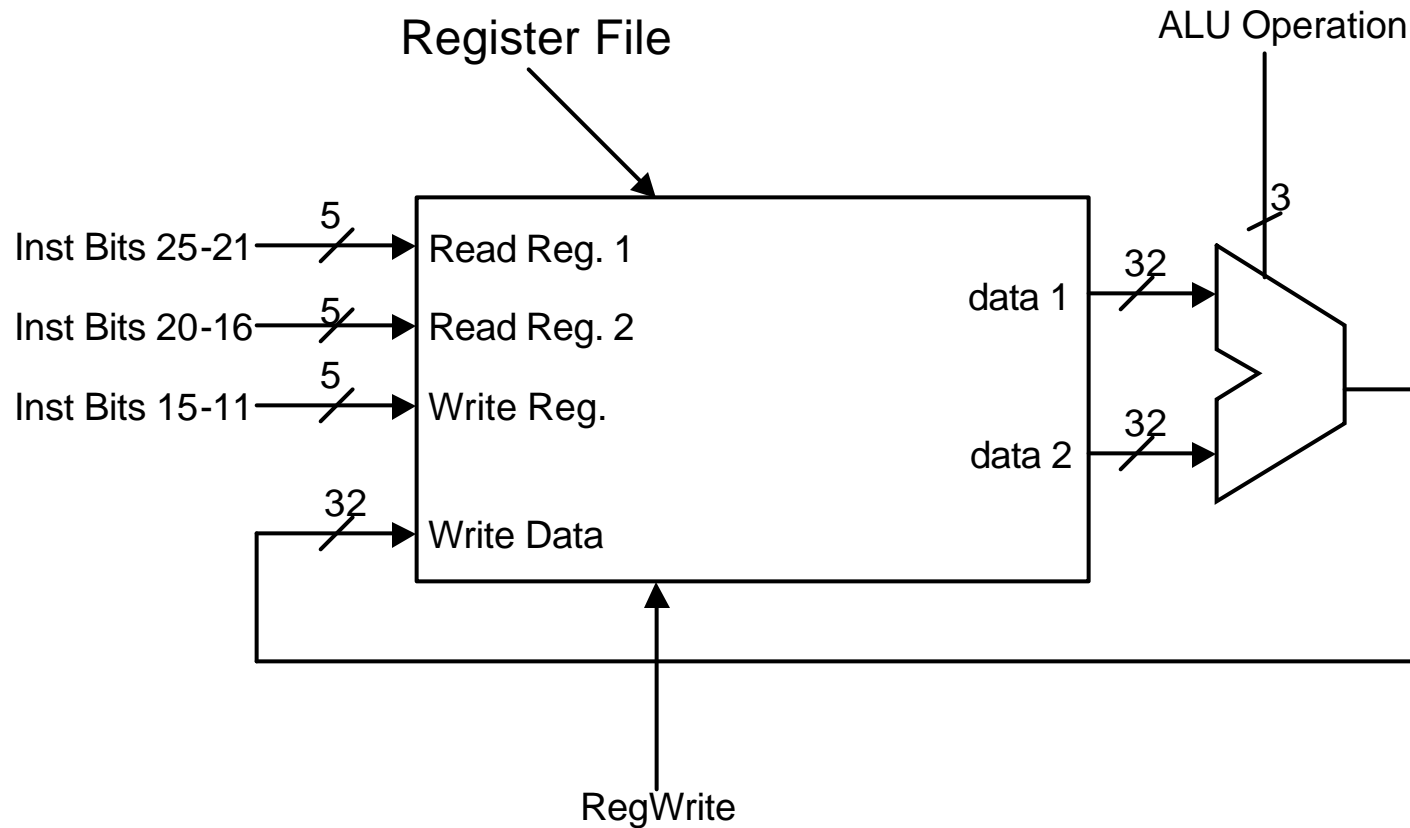 Register File
ALU Operation
3
Inst Bits 25-21
5
Read Reg. 1
data 1
32
Inst Bits 20-16
5
Read Reg. 2
Inst Bits 15-11
5
Write Reg.
data 2
32
32
Write Data
RegWrite